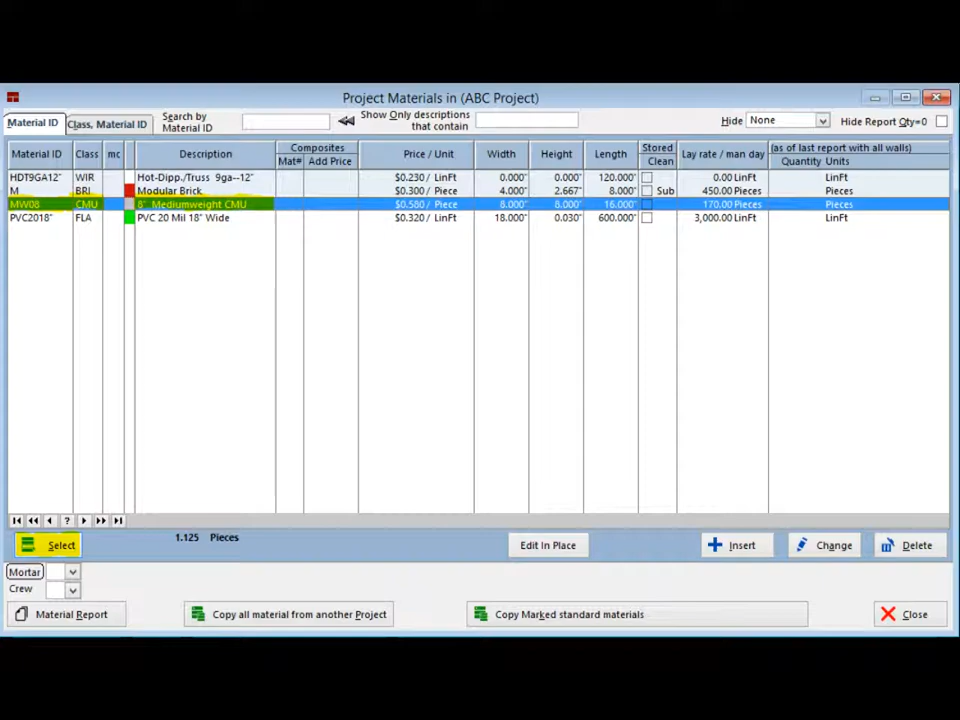 Project Materials in (ABC Project)
Material ID
Class, Material ID
Search by Material ID
Show Only descriptions that contain
Hide None
Hide Report Qty=0
Material ID Class mc Description Composites Mat# Add Price Price / Unit Width Height Length Stored Clean Lay rate / man day (as of last report with all walls) Quantity Units
HDT9GA12" WIR Hot-Dipp./Truss 9ga--12" $0.230 / LinFt 0.000" 0.000" 120.000" 0.00 LinFt LinFt
M BRI Modular Brick $0.300 / Piece 4.000" 2.667" 8.000" Sub 450.00 Pieces Pieces
MW08 CMU 8" Mediumweight CMU $0.580 / Piece 8.000" 8.000" 16.000" 170.00 Pieces Pieces
PVC2018" FLA PVC 20 Mil 18" Wide $0.320 / LinFt 18.000" 0.030" 600.000" 3,000.00 LinFt LinFt
?
Select 1.125 Pieces Edit In Place Insert Change Delete
Mortar
Crew
Material Report Copy all material from another Project Copy Marked standard materials Close